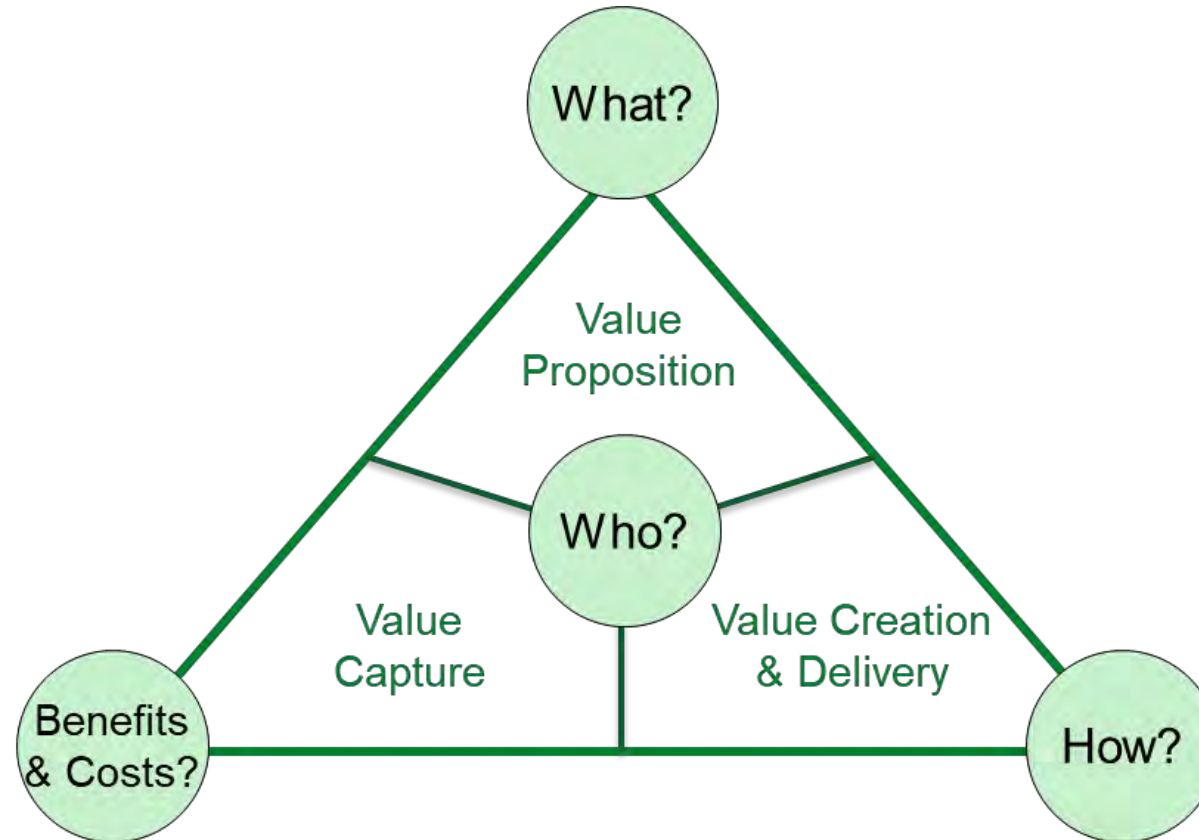 What?
Value
Proposition
Who?
Value
Capture
Value Creation
& Delivery
Benefits
& Costs?
How?